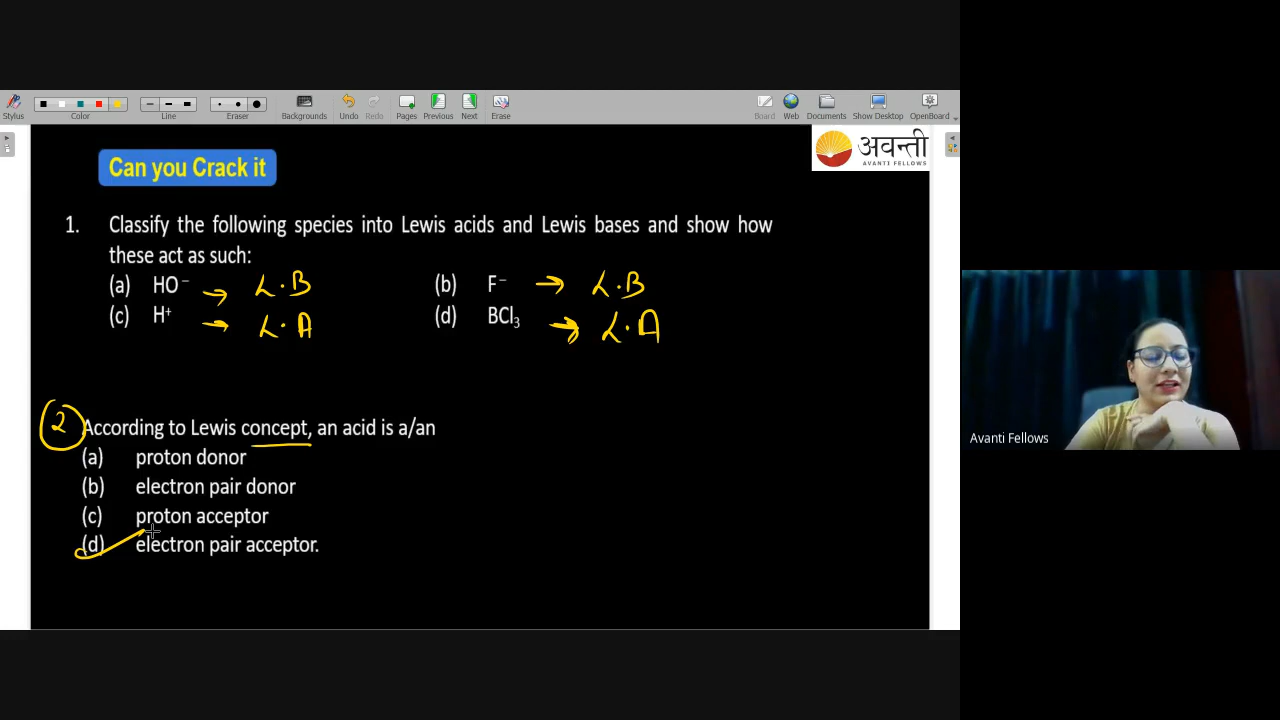 Stylus Color Line Eraser Backgrounds Undo Redo Pages Previous Next Erase Board Web Documents Show Desktop OpenBoard
अवन्ती
AVANTI FELLOWS
Can you Crack it
1. Classify the following species into Lewis acids and Lewis bases and show how
these act as such:
(a) HO⁻ → L.B (b) F⁻ → L.B
(c) H⁺ → L.A (d) BCl₃ → L.A
2 According to Lewis concept, an acid is a/an
(a) proton donor
(b) electron pair donor
(c) proton acceptor
(d) electron pair acceptor.
Avanti Fellows